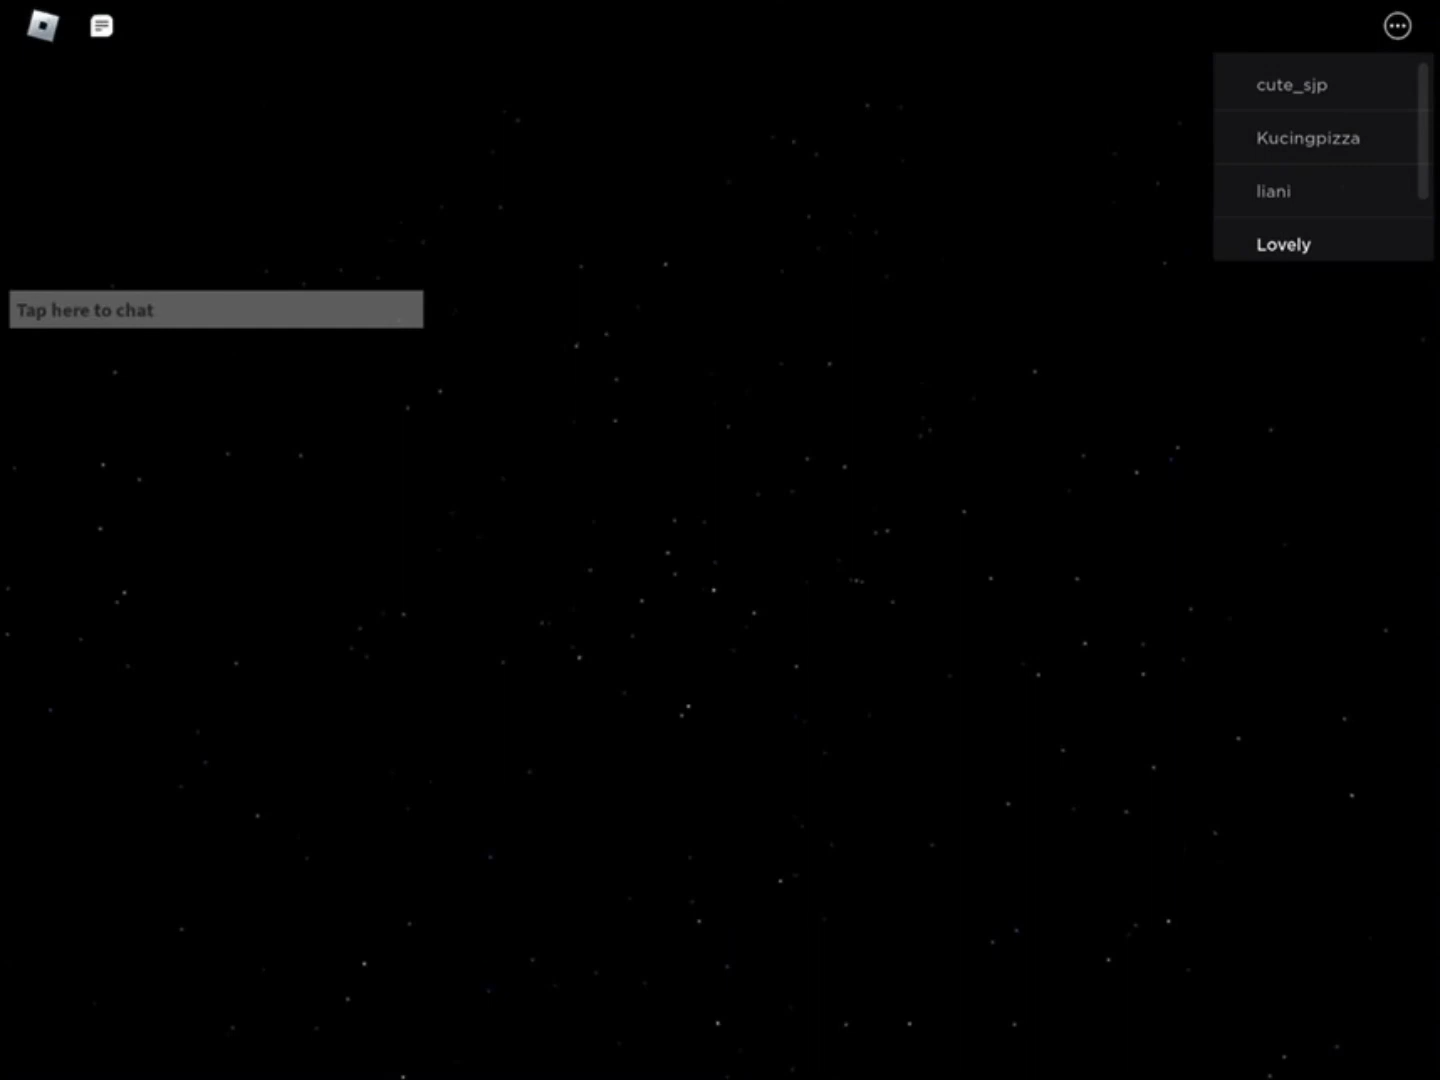 cute_sjp
Kucingpizza
liani
Lovely
Tap here to chat